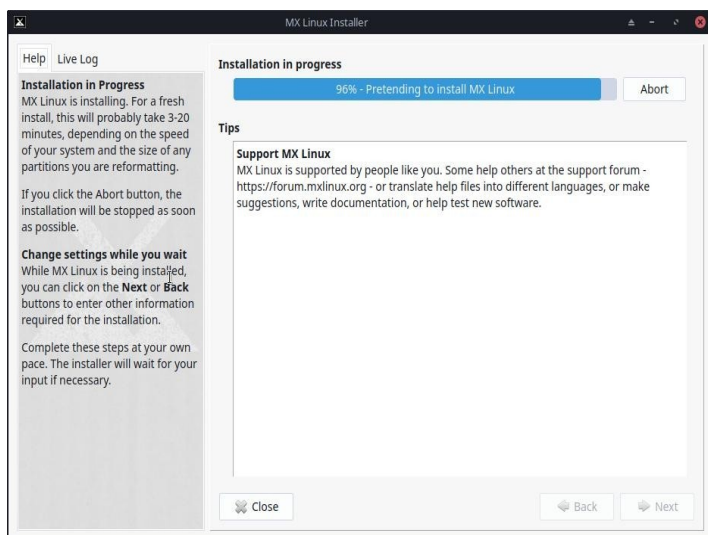 MX Linux Installer
Help Live Log
Installation in Progress
MX Linux is installing. For a fresh
install, this will probably take 3-20
minutes, depending on the speed
of your system and the size of any
partitions you are reformatting.
If you click the Abort button, the
installation will be stopped as soon
as possible.
Change settings while you wait
While MX Linux is being installed,
you can click on the Next or Back
buttons to enter other information
required for the installation.
Complete these steps at your own
pace. The installer will wait for your
input if necessary.
Installation in progress
96% - Pretending to install MX Linux
Abort
Tips
Support MX Linux
MX Linux is supported by people like you. Some help others at the support forum -
https://forum.mxlinux.org - or translate help files into different languages, or make
suggestions, write documentation, or help test new software.
Close
Back
Next